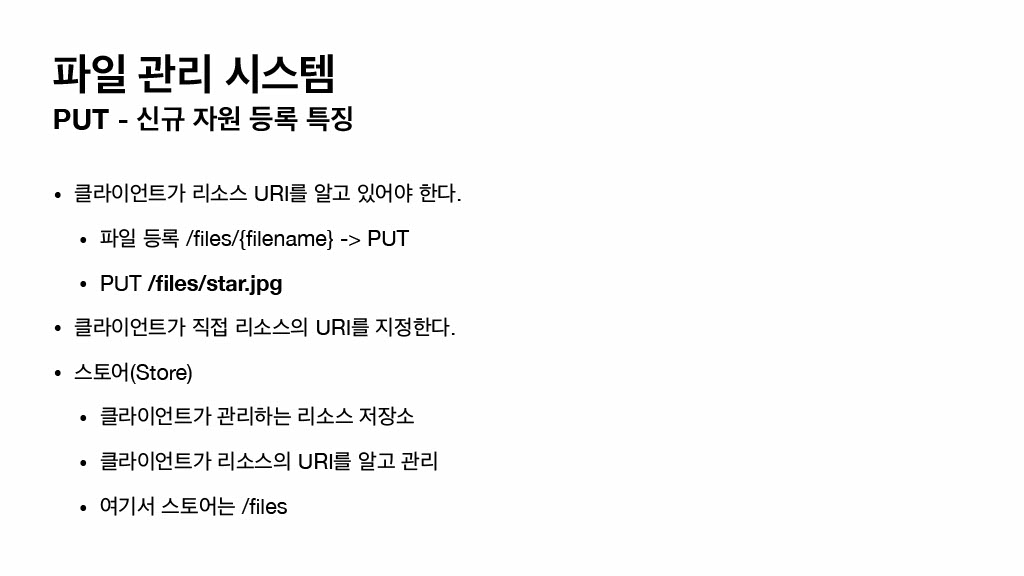 파일 관리 시스템
PUT - 신규 자원 등록 특징
• 클라이언트가 리소스 URI를 알고 있어야 한다.
• 파일 등록 /files/{filename} -> PUT
• PUT /files/star.jpg
• 클라이언트가 직접 리소스의 URI를 지정한다.
• 스토어(Store)
• 클라이언트가 관리하는 리소스 저장소
• 클라이언트가 리소스의 URI를 알고 관리
• 여기서 스토어는 /files